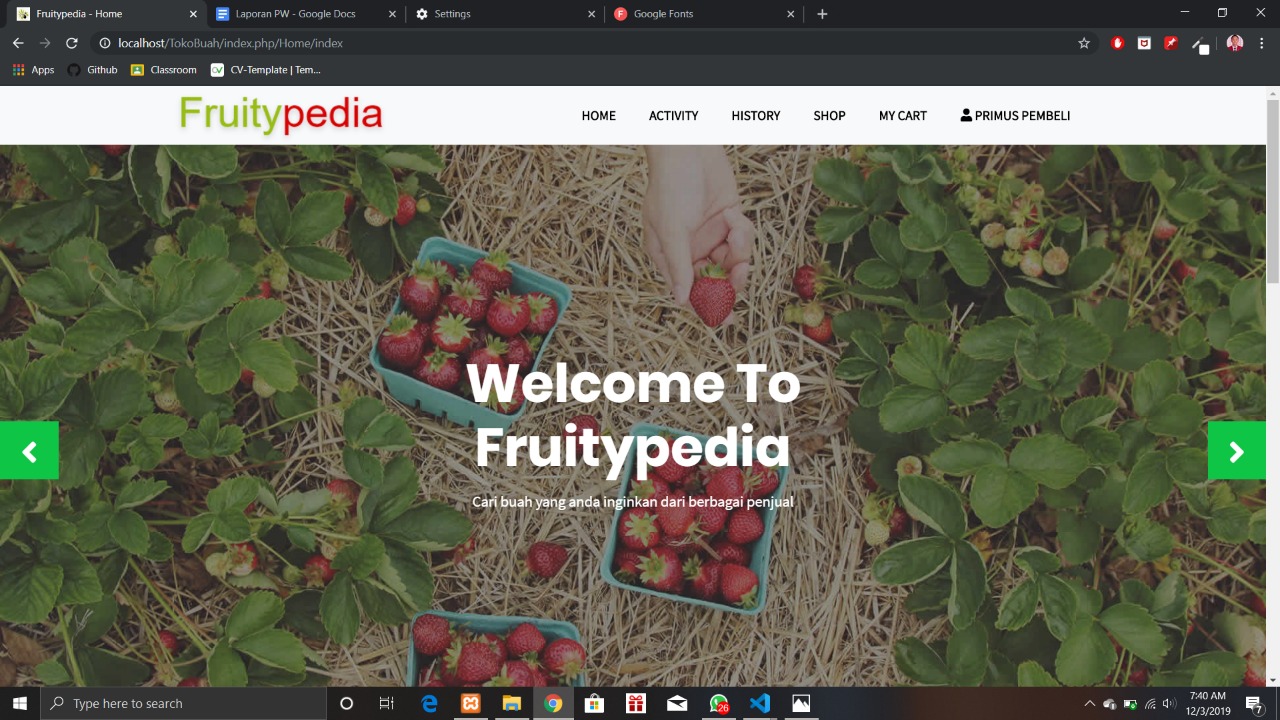 Fruitypedia - Home
Laporan PW - Google Docs
Settings
Google Fonts
localhost/TokoBuah/index.php/Home/index
Apps
Github
Classroom
CV-Template | Tem...
Fruitypedia
HOME
ACTIVITY
HISTORY
SHOP
MY CART
PRIMUS PEMBELI
Welcome To
Fruitypedia
Cari buah yang anda inginkan dari berbagai penjual
Type here to search
26
7:40 AM
12/3/2019
7